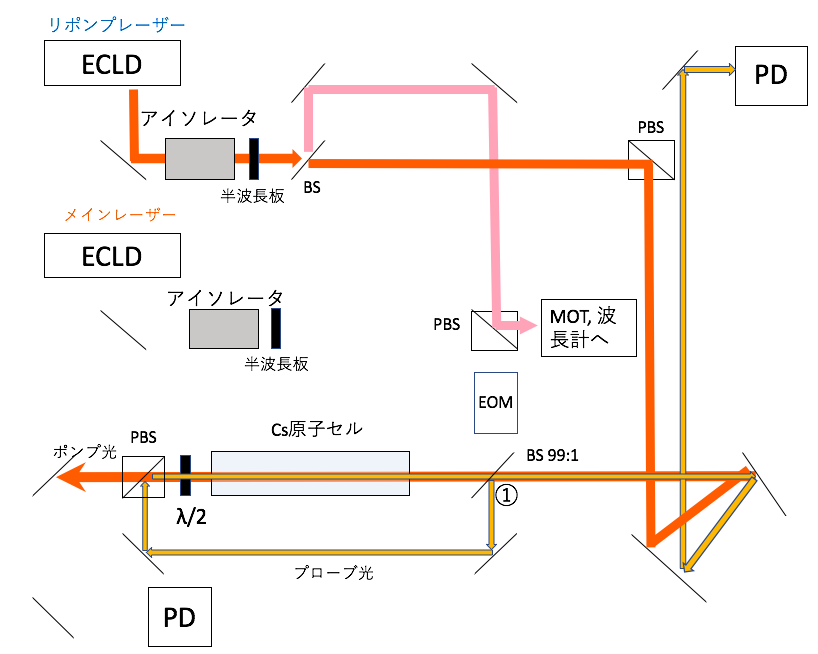 リポンプレーザー
ECLD
PD
アイソレータ
PBS
半波長板
BS
メインレーザー
ECLD
アイソレータ
MOT, 波
長計へ
PBS
半波長板
EOM
Cs原子セル
PBS
ポンプ光
BS 99:1
①
λ/2
プローブ光
PD